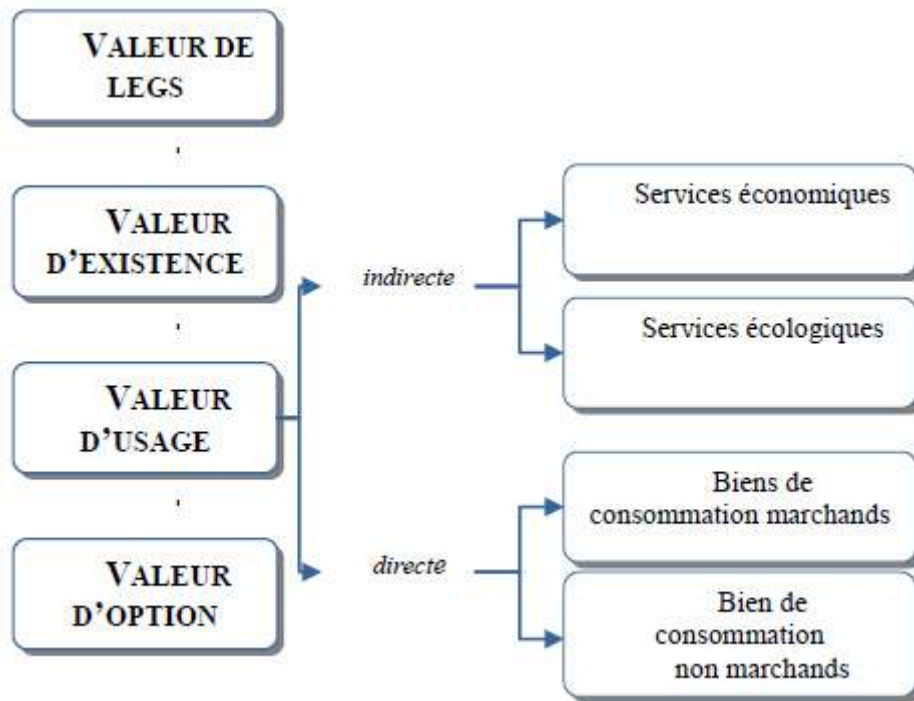 VALEUR DE
LEGS
VALEUR
D'EXISTENCE
VALEUR
D'USAGE
VALEUR
D'OPTION
indirecte
directe
Services économiques
Services écologiques
Biens de
consommation marchands
Bien de
consommation
non marchands